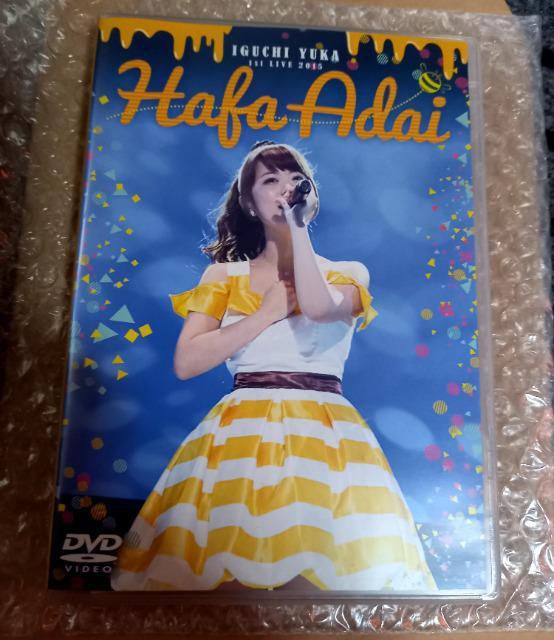 IGUCHI YUKA
1st LIVE 2015
Hafa Adai
DVD
VIDEO